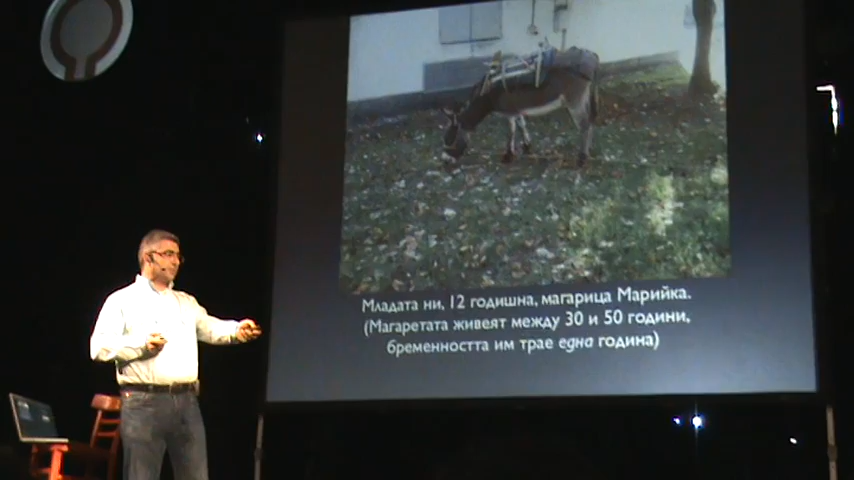 Младата ни, 12 годишна, магарица Марийка.
(Магаретата живеят между 30 и 50 години,
бременността им трае една година)